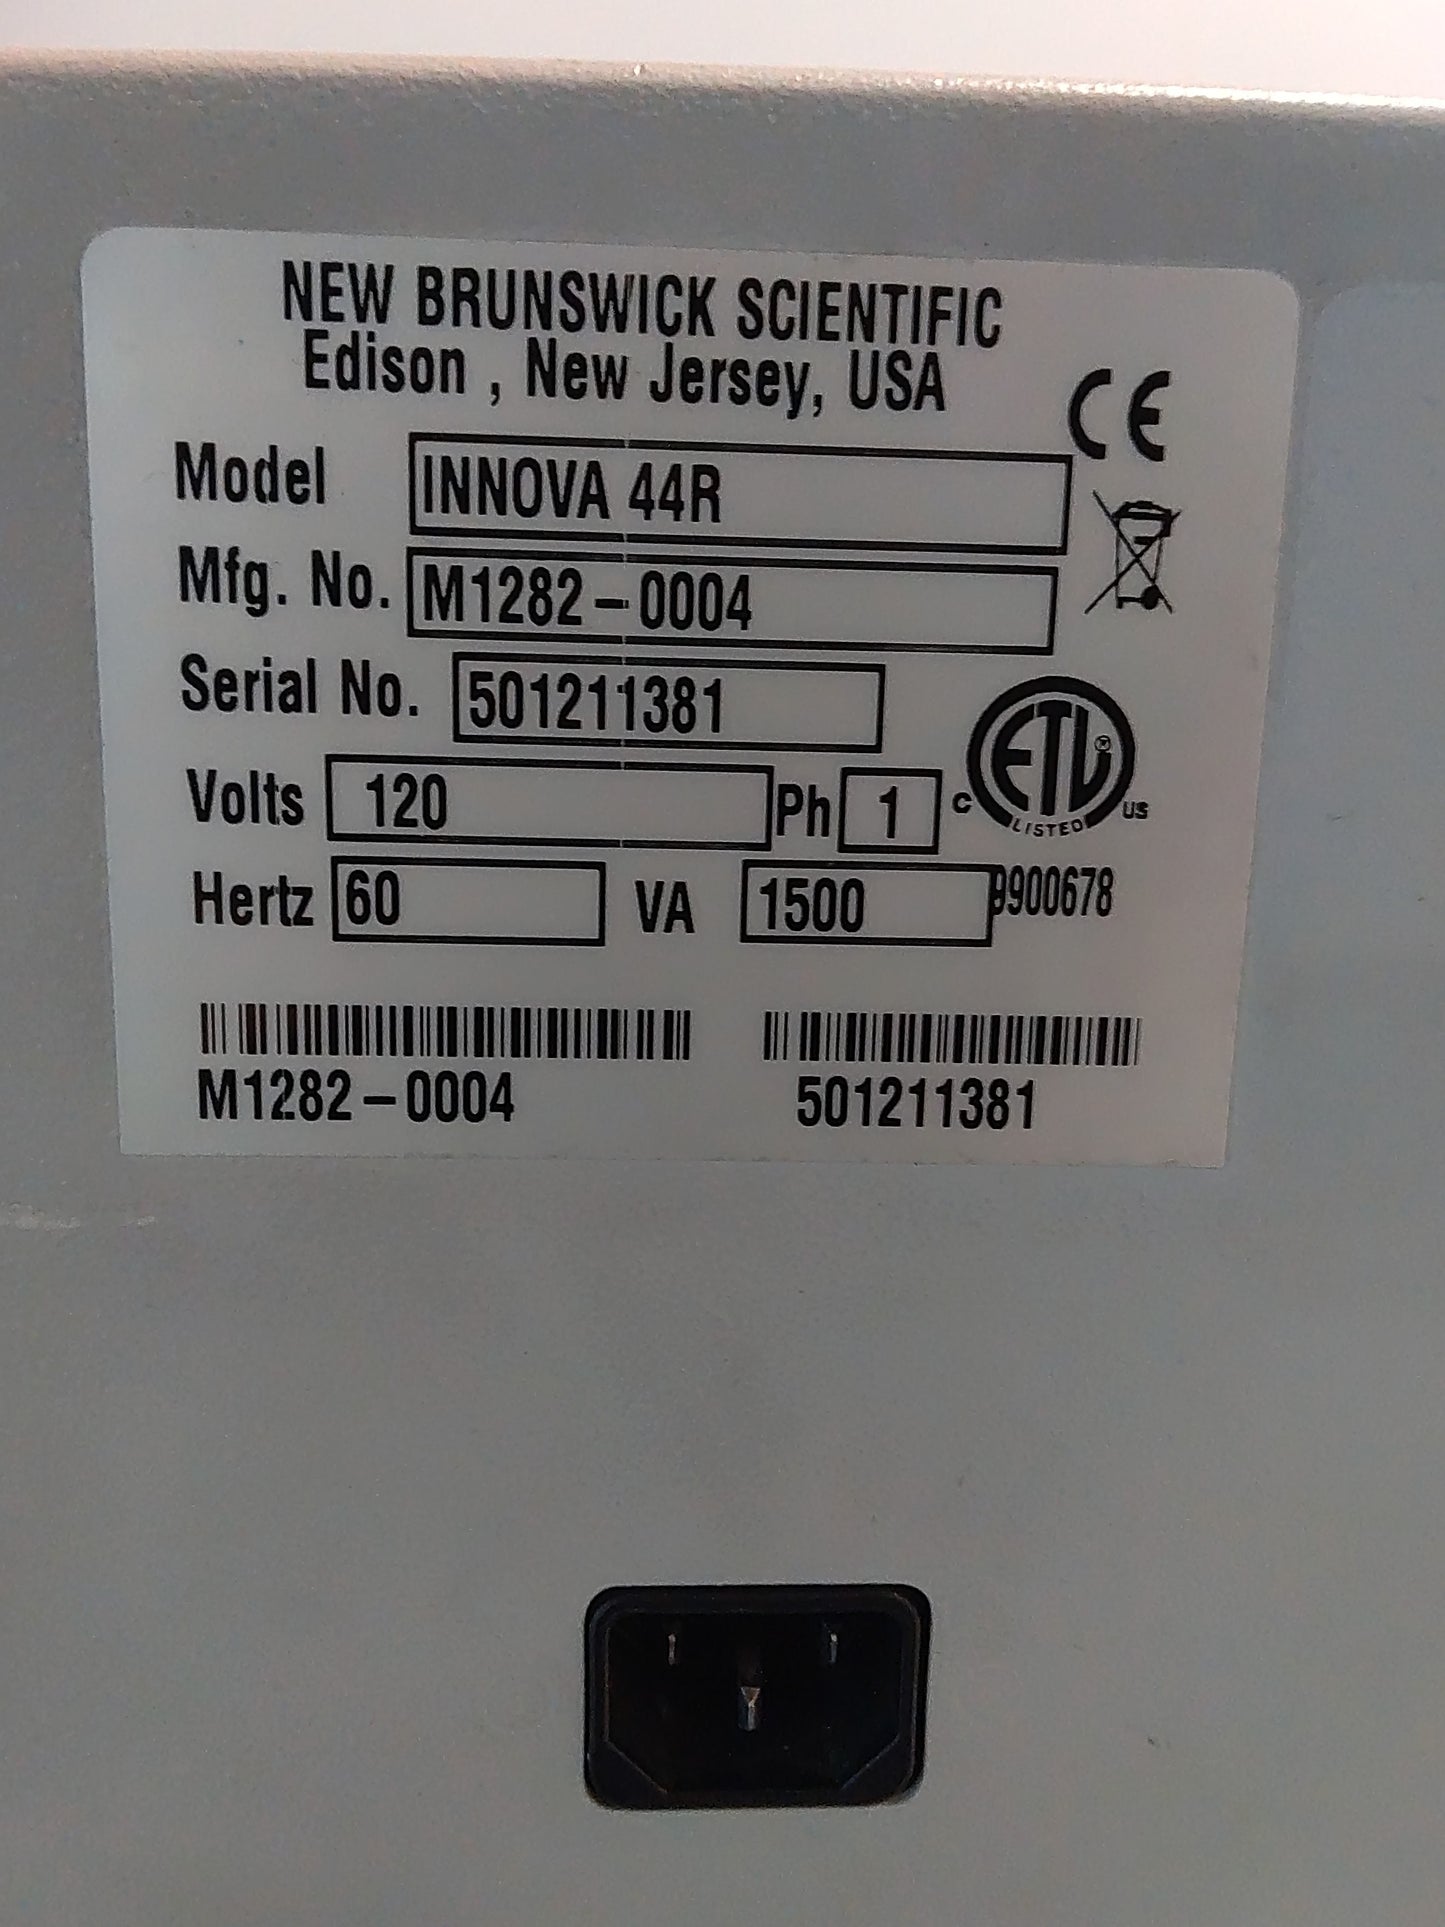 NEW BRUNSWICK SCIENTIFIC
Edison , New Jersey, USA
CE
Model INNOVA 44R
Mfg. No. M1282-0004
Serial No. 501211381
Volts 120 Ph 1
C ETL® US
LISTED
Hertz 60 VA 1500 9900678
M1282-0004 501211381